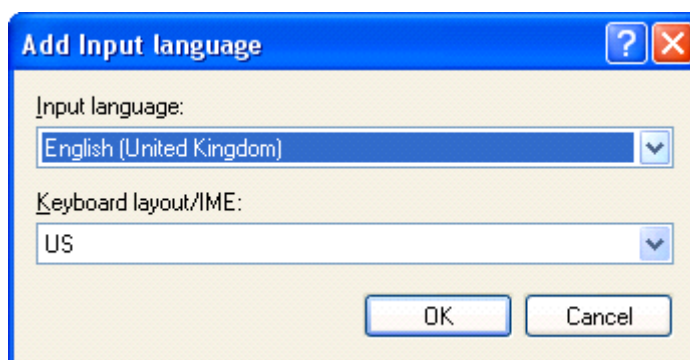 Add Input language
Input language:
English (United Kingdom)
Keyboard layout/IME:
US
OK Cancel